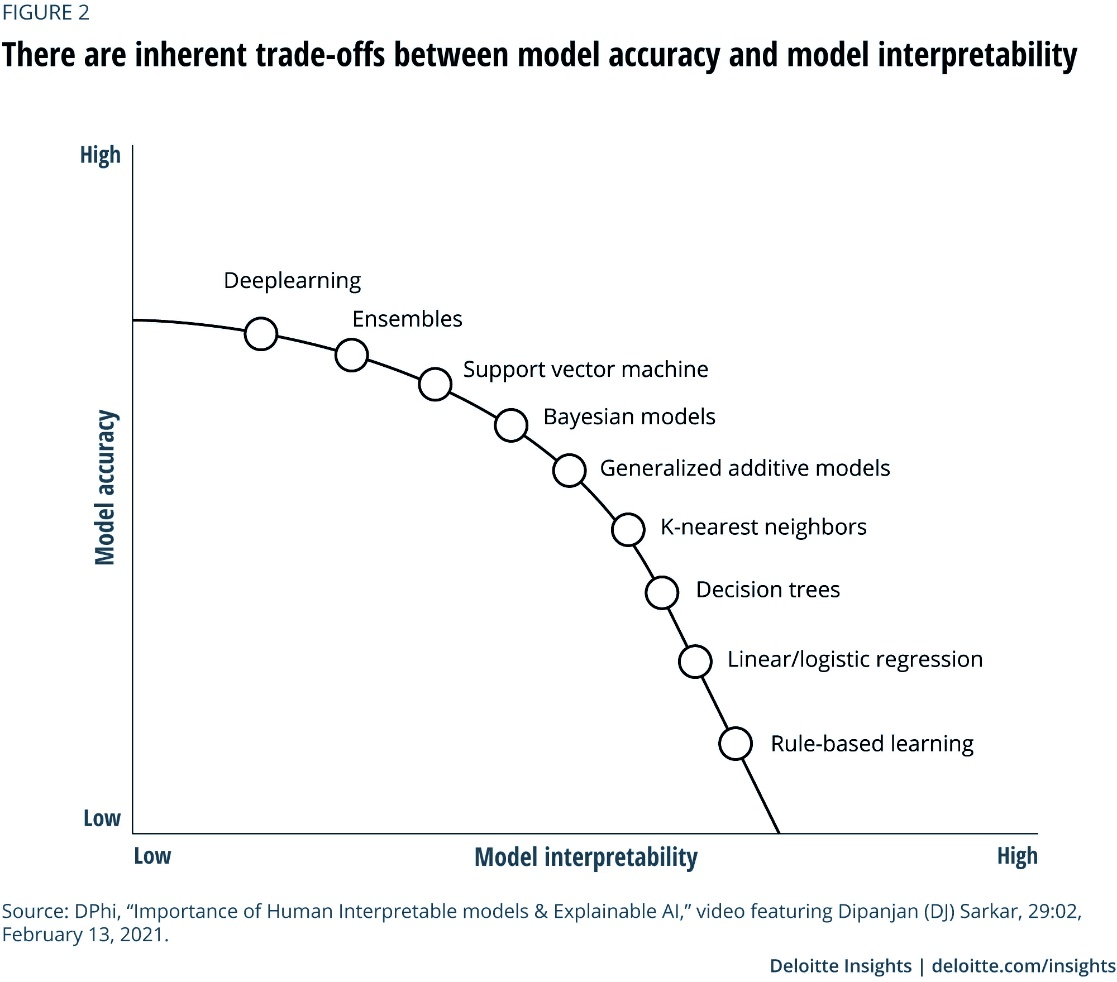 FIGURE 2
There are inherent trade-offs between model accuracy and model interpretability
High
Deeplearning
Ensembles
Support vector machine
Bayesian models
Generalized additive models
K-nearest neighbors
Decision trees
Linear/logistic regression
Rule-based learning
Model accuracy
Low
Low
Model interpretability
High
Source: DPhi, “Importance of Human Interpretable models & Explainable AI,” video featuring Dipanjan (DJ) Sarkar, 29:02,
February 13, 2021.
Deloitte Insights | deloitte.com/insights